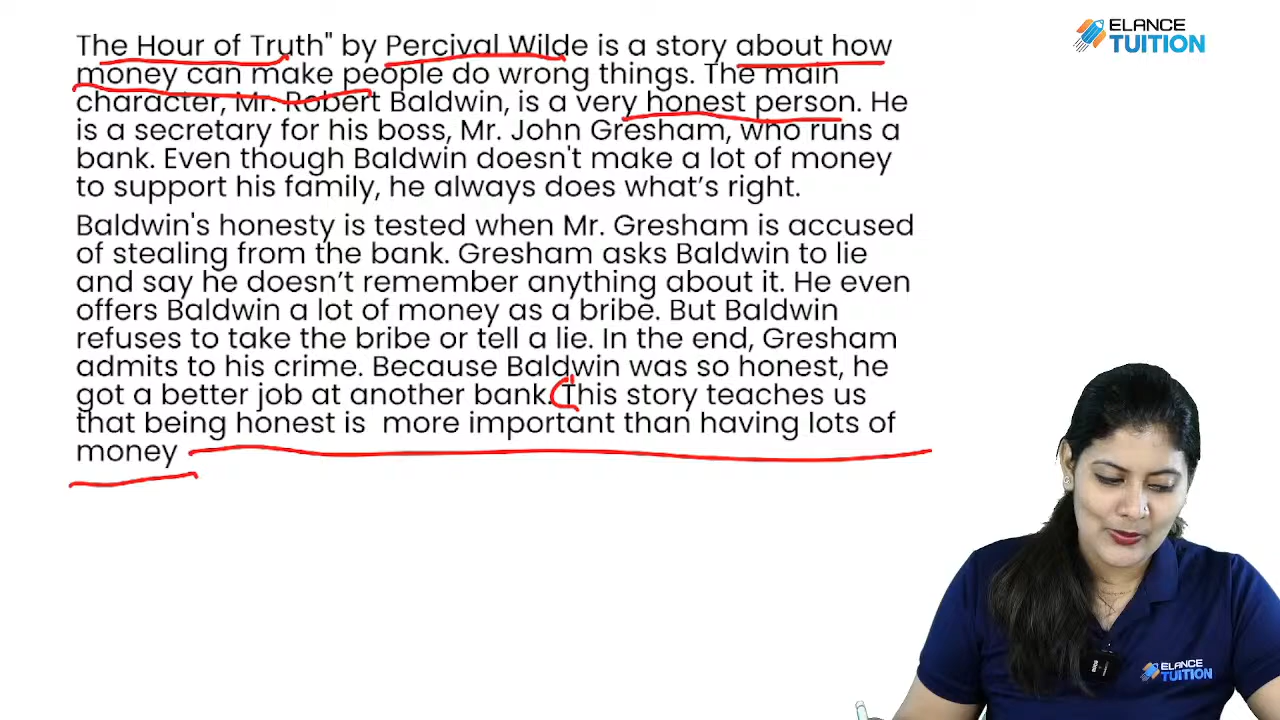 The Hour of Truth" by Percival Wilde is a story about how
money can make people do wrong things. The main
character, Mr. Robert Baldwin, is a very honest person. He
is a secretary for his boss, Mr. John Gresham, who runs a
bank. Even though Baldwin doesn't make a lot of money
to support his family, he always does what’s right.
Baldwin's honesty is tested when Mr. Gresham is accused
of stealing from the bank. Gresham asks Baldwin to lie
and say he doesn’t remember anything about it. He even
offers Baldwin a lot of money as a bribe. But Baldwin
refuses to take the bribe or tell a lie. In the end, Gresham
admits to his crime. Because Baldwin was so honest, he
got a better job at another bank. This story teaches us
that being honest is  more important than having lots of
money
ELANCE
TUITION
ELANCE
TUITION